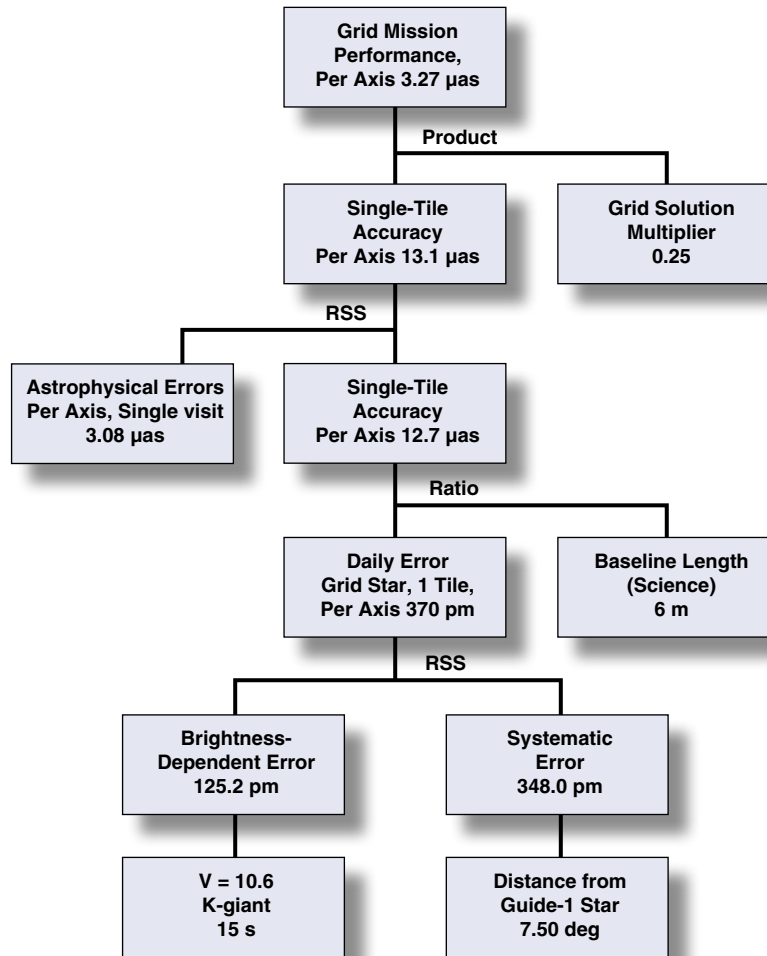 Grid Mission
Performance,
Per Axis 3.27 µas
Product
Single-Tile
Accuracy
Per Axis 13.1 µas
Grid Solution
Multiplier
0.25
RSS
Astrophysical Errors
Per Axis, Single visit
3.08 µas
Single-Tile
Accuracy
Per Axis 12.7 µas
Ratio
Daily Error
Grid Star, 1 Tile,
Per Axis 370 pm
Baseline Length
(Science)
6 m
RSS
Brightness-
Dependent Error
125.2 pm
Systematic
Error
348.0 pm
V = 10.6
K-giant
15 s
Distance from
Guide-1 Star
7.50 deg